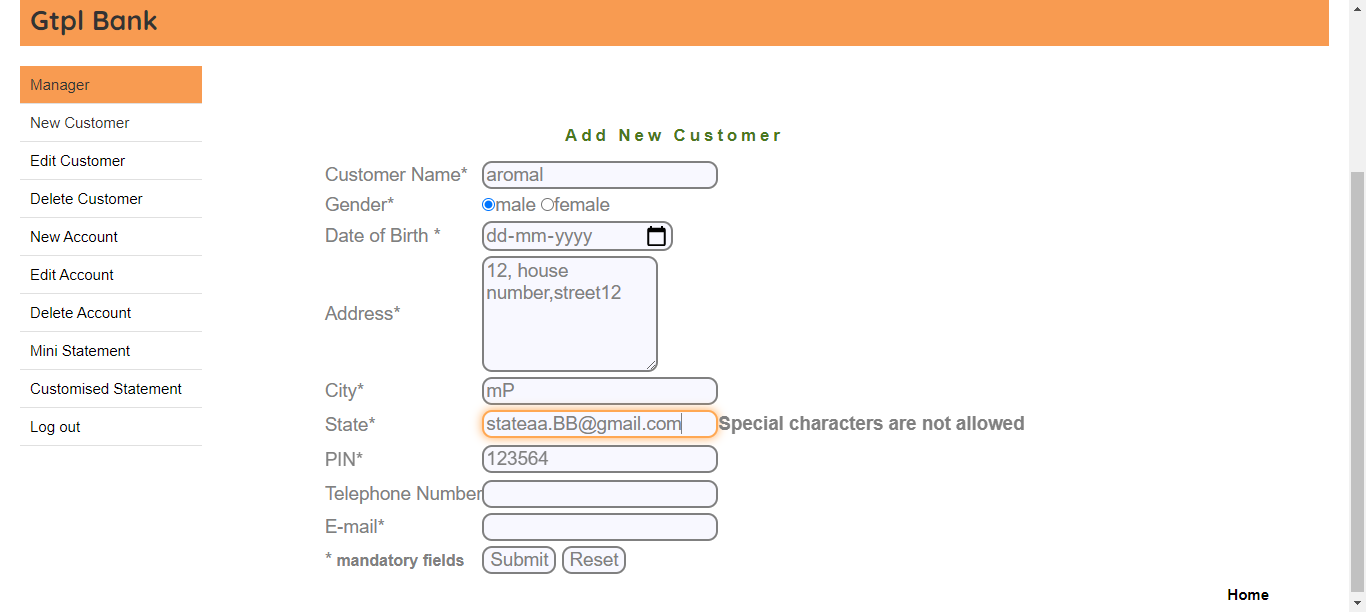 Gtpl Bank
Manager
New Customer
Edit Customer
Delete Customer
New Account
Edit Account
Delete Account
Mini Statement
Customised Statement
Log out
Add New Customer
Customer Name* aromal
Gender* male female
Date of Birth * dd-mm-yyyy
Address* 12, house
number,street12
City* mP
State* stateaa.BB@gmail.com Special characters are not allowed
PIN* 123564
Telephone Number
E-mail*
* mandatory fields Submit Reset
Home